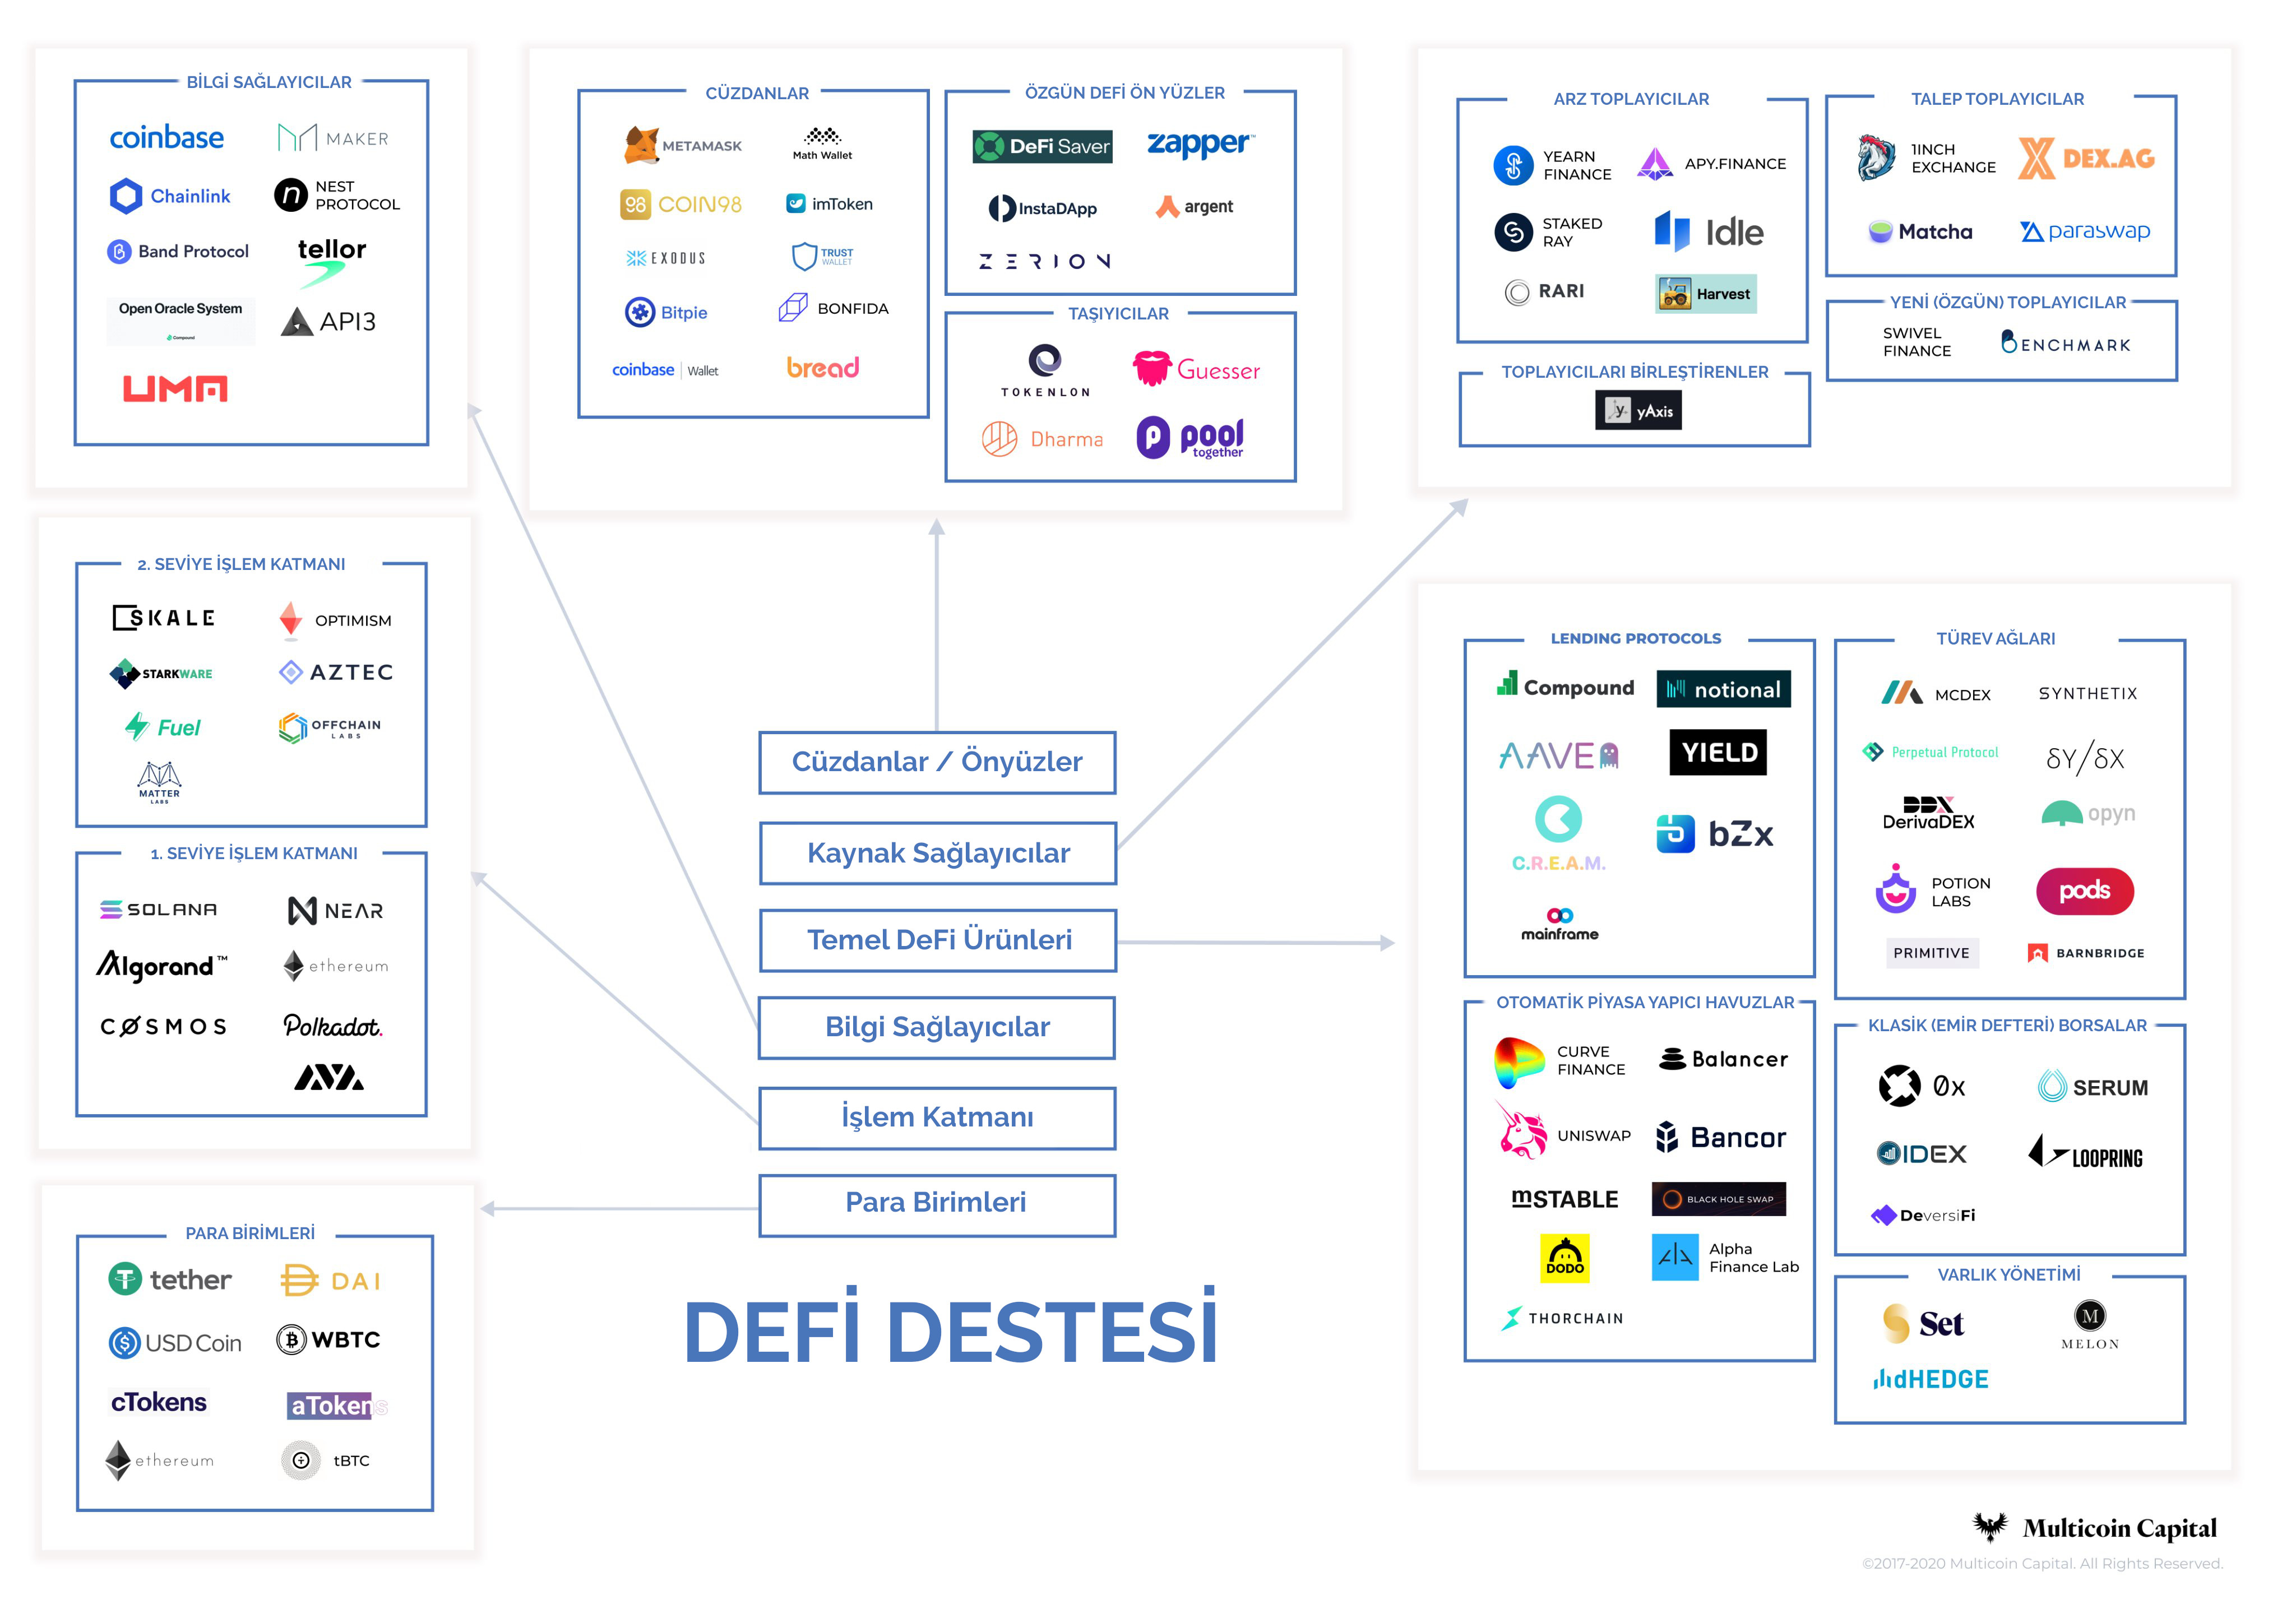 BİLGİ SAĞLAYICILAR
coinbase
MAKER
Chainlink
NEST
PROTOCOL
Band Protocol
tellor
Open Oracle System
Compound
API3
UMA
CÜZDANLAR
METAMASK
Math Wallet
98 COIN98
imToken
EXODUS
TRUST
WALLET
Bitpie
BONFIDA
coinbase | Wallet
bread
ÖZGÜN DEFİ ÖN YÜZLER
DeFi Saver
zapper™
InstaDApp
argent
ZERION
TAŞIYICILAR
TOKENLON
Guesser
Dharma
pool
together
ARZ TOPLAYICILAR
YEARN
FINANCE
APY.FINANCE
STAKED
RAY
Idle
RARI
Harvest
TOPLAYICILARI BİRLEŞTİRENLER
y yAxis
TALEP TOPLAYICILAR
1INCH
EXCHANGE
DEX.AG
Matcha
paraswap
YENİ (ÖZGÜN) TOPLAYICILAR
SWIVEL
FINANCE
BENCHMARK
2. SEVİYE İŞLEM KATMANI
SKALE
OPTIMISM
STARKWARE
AZTEC
Fuel
OFFCHAIN
LABS
MATTER
LABS
1. SEVİYE İŞLEM KATMANI
SOLANA
NEAR
Algorand™
ethereum
COSMOS
Polkadot.
AVA
PARA BİRİMLERİ
tether
DAI
USD Coin
WBTC
cTokens
aTokens
ethereum
tBTC
Cüzdanlar / Önyüzler
Kaynak Sağlayıcılar
Temel DeFi Ürünleri
Bilgi Sağlayıcılar
İşlem Katmanı
Para Birimleri
DEFİ DESTESİ
LENDING PROTOCOLS
Compound
notional
AAVE
YIELD
C.R.E.A.M.
bZx
mainframe
OTOMATİK PİYASA YAPICI HAVUZLAR
CURVE
FINANCE
Balancer
UNISWAP
Bancor
mSTABLE
BLACK HOLE SWAP
DODO
Alpha
Finance Lab
THORCHAIN
TÜREV AĞLARI
MCDEX
SYNTHETIX
Perpetual Protocol
δY/δX
DDX
DerivaDEX
opyn
POTION
LABS
pods
PRIMITIVE
BARNBRIDGE
KLASİK (EMİR DEFTERİ) BORSALAR
0x
SERUM
IDEX
LOOPRING
DeversiFi
VARLIK YÖNETİMİ
Set
M
MELON
dHEDGE
Multicoin Capital
©2017-2020 Multicoin Capital. All Rights Reserved.